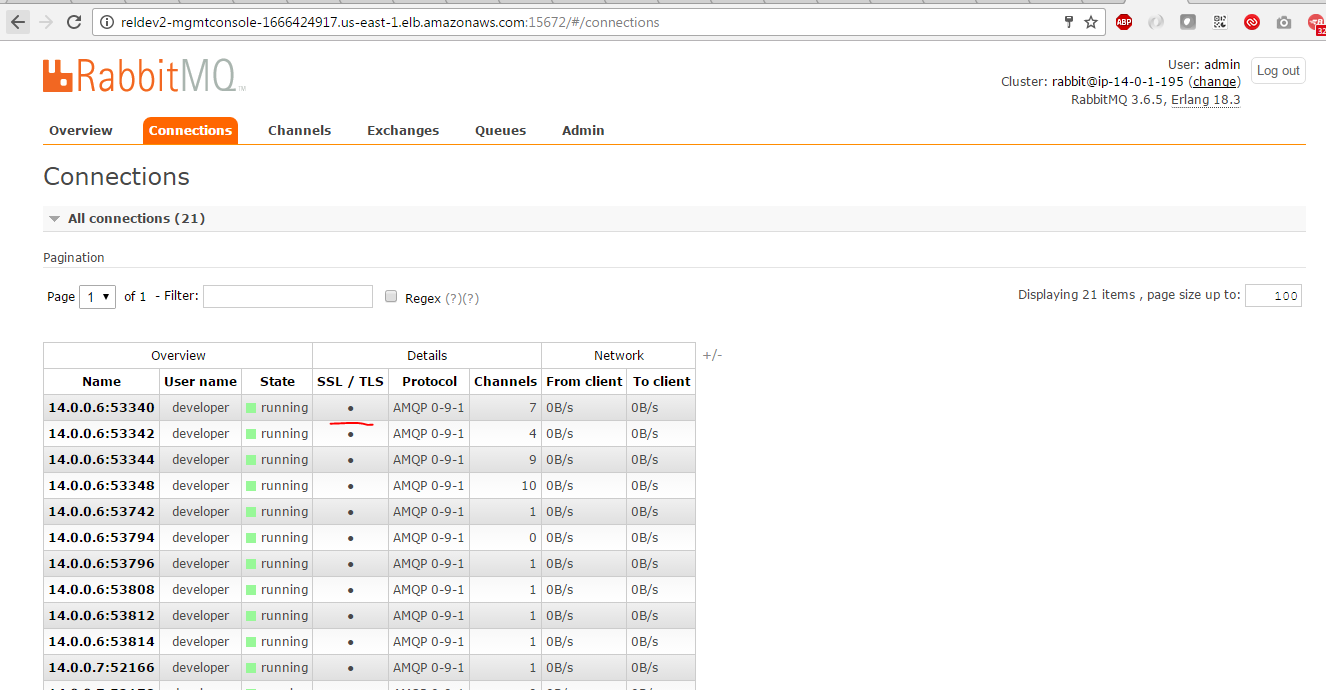 reldev2-mgmtconsole-1666424917.us-east-1.elb.amazonaws.com:15672/#/connections
ABP
32
RabbitMQ TM
User: admin
Cluster: rabbit@ip-14-0-1-195 (change)
RabbitMQ 3.6.5, Erlang 18.3
Log out
Overview Connections Channels Exchanges Queues Admin
Connections
All connections (21)
Pagination
Page 1 of 1 - Filter: Regex (?)(?) Displaying 21 items , page size up to: 100
Overview Details Network +/-
Name User name State SSL / TLS Protocol Channels From client To client
14.0.0.6:53340 developer running • AMQP 0-9-1 7 0B/s 0B/s
14.0.0.6:53342 developer running • AMQP 0-9-1 4 0B/s 0B/s
14.0.0.6:53344 developer running • AMQP 0-9-1 9 0B/s 0B/s
14.0.0.6:53348 developer running • AMQP 0-9-1 10 0B/s 0B/s
14.0.0.6:53742 developer running • AMQP 0-9-1 1 0B/s 0B/s
14.0.0.6:53794 developer running • AMQP 0-9-1 0 0B/s 0B/s
14.0.0.6:53796 developer running • AMQP 0-9-1 1 0B/s 0B/s
14.0.0.6:53808 developer running • AMQP 0-9-1 1 0B/s 0B/s
14.0.0.6:53812 developer running • AMQP 0-9-1 1 0B/s 0B/s
14.0.0.6:53814 developer running • AMQP 0-9-1 1 0B/s 0B/s
14.0.0.7:52166 developer running • AMQP 0-9-1 1 0B/s 0B/s